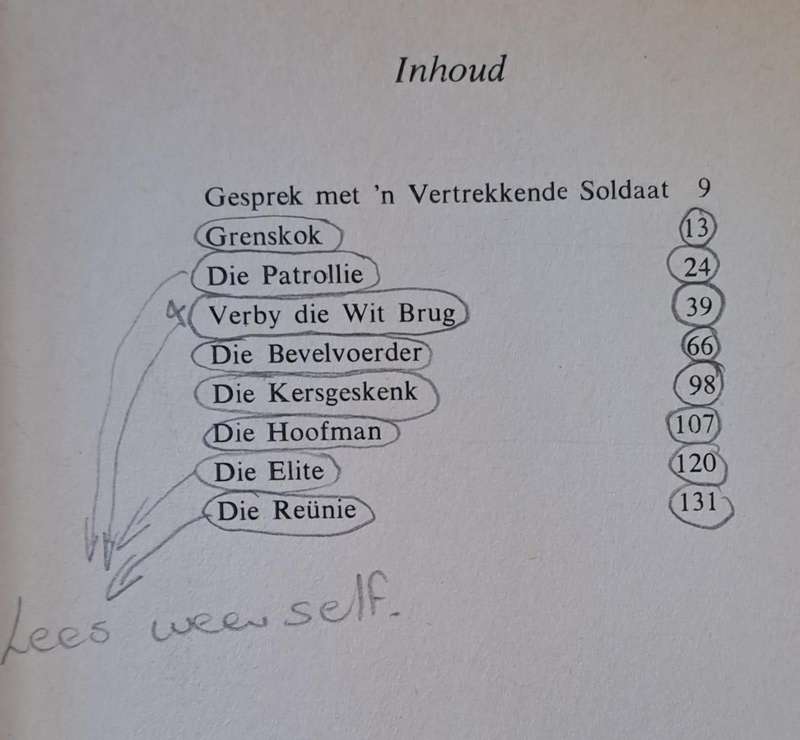 Inhoud
Gesprek met 'n Vertrekkende Soldaat 9
Grenskok 13
Die Patrollie 24
Verby die Wit Brug 39
Die Bevelvoerder 66
Die Kersgeskenk 98
Die Hoofman 107
Die Elite 120
Die Reünie 131
Lees weer self.